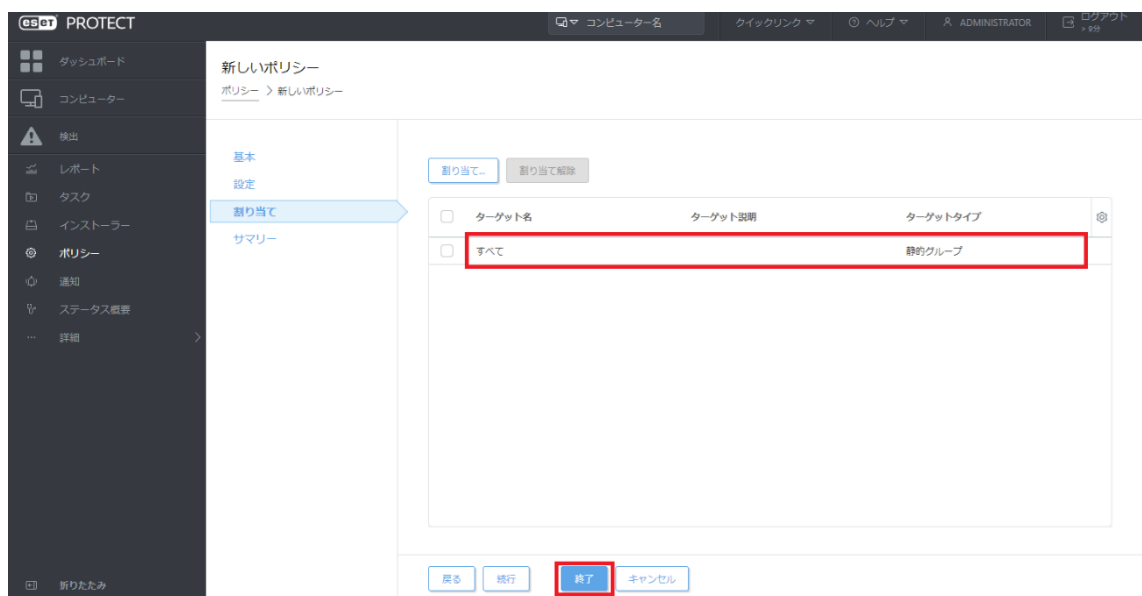 eset PROTECT
コンピューター名
クイックリンク
ヘルプ
ADMINISTRATOR
ログアウト
> 9分
ダッシュボード
コンピューター
検出
レポート
タスク
インストーラー
ポリシー
通知
ステータス概要
詳細
折りたたみ
新しいポリシー
ポリシー > 新しいポリシー
基本
設定
割り当て
サマリー
割り当て...
割り当て解除
ターゲット名 ターゲット説明 ターゲットタイプ
すべて 静的グループ
戻る 続行 終了 キャンセル